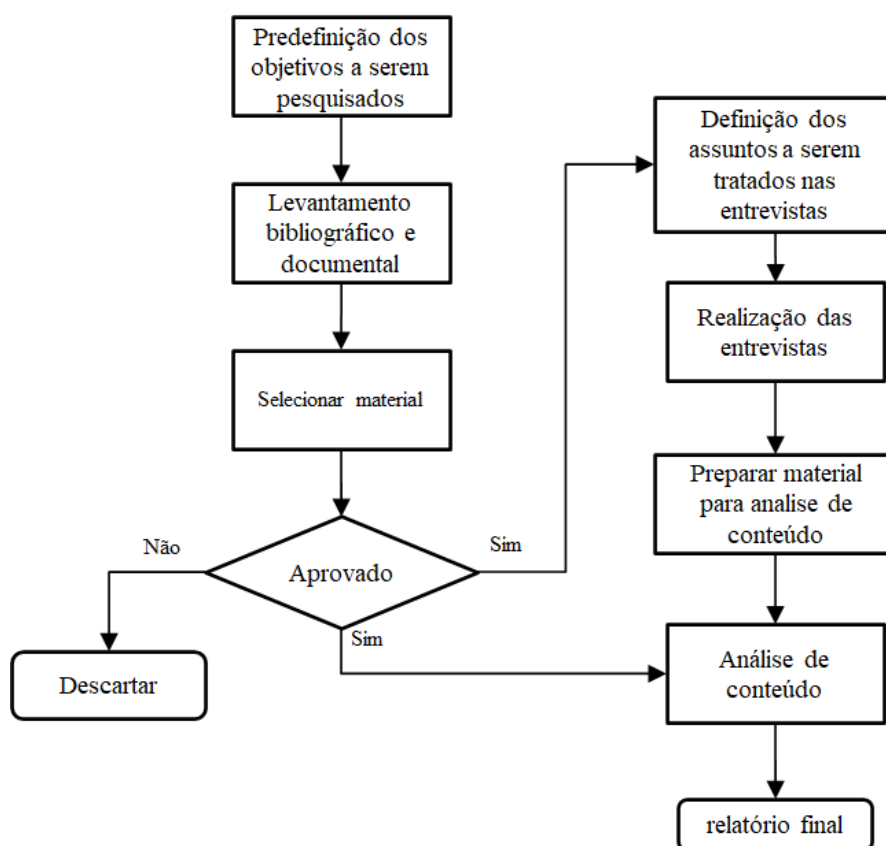 Predefinição dos
objetivos a serem
pesquisados
Levantamento
bibliográfico e
documental
Selecionar material
Não
Aprovado
Sim
Sim
Descartar
Definição dos
assuntos a serem
tratados nas
entrevistas
Realização das
entrevistas
Preparar material
para analise de
conteúdo
Análise de
conteúdo
relatório final